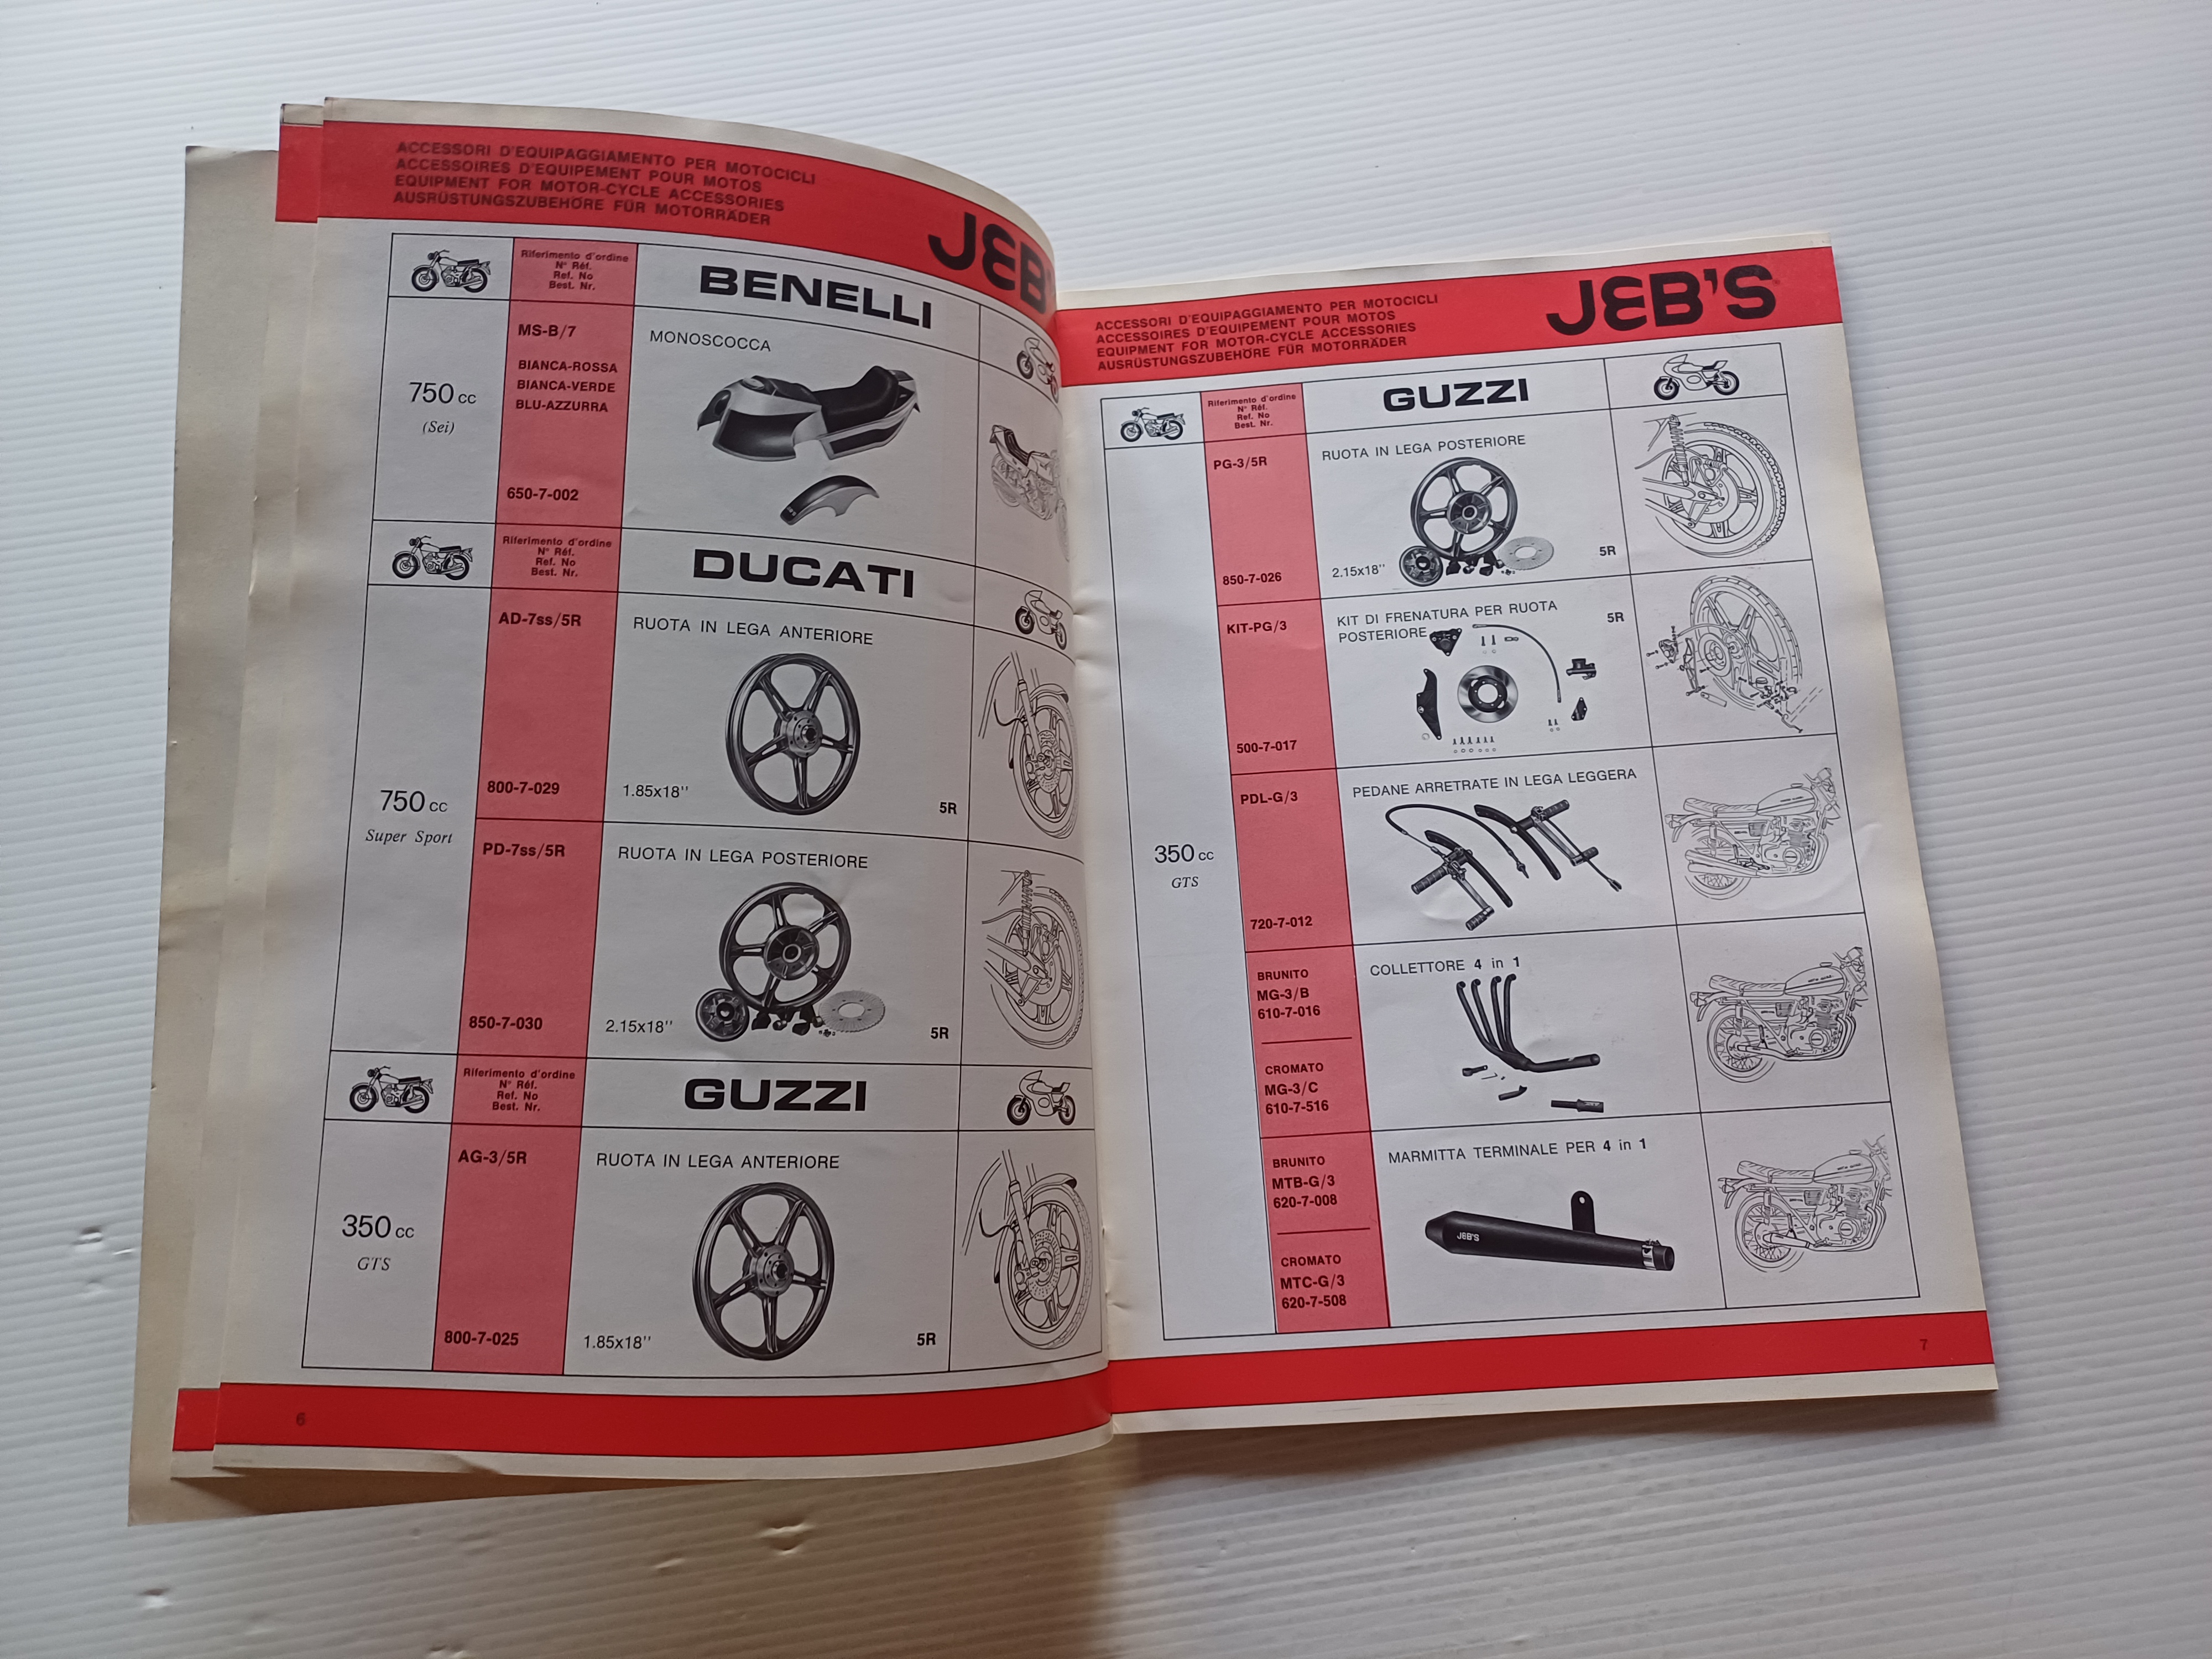 ACCESSORI D'EQUIPAGGIAMENTO PER MOTOCICLI
ACCESSOIRES D'EQUIPEMENT POUR MOTOS
EQUIPMENT FOR MOTOR-CYCLE ACCESSORIES
AUSRÜSTUNGSZUBEHÖRE FÜR MOTORRÄDER
JEB'
Riferimento d'ordine
N° Réf.
Ref. No
Best. Nr.
BENELLI
750 cc
(Sei)
MS-B/7
BIANCA-ROSSA
BIANCA-VERDE
BLU-AZZURRA
650-7-002
MONOSCOCCA
Riferimento d'ordine
N° Réf.
Ref. No
Best. Nr.
DUCATI
750 cc
Super Sport
AD-7ss/5R
800-7-029
RUOTA IN LEGA ANTERIORE
1.85x18''
5R
PD-7ss/5R
850-7-030
RUOTA IN LEGA POSTERIORE
2.15x18''
5R
Riferimento d'ordine
N° Réf.
Ref. No
Best. Nr.
GUZZI
350 cc
GTS
AG-3/5R
800-7-025
RUOTA IN LEGA ANTERIORE
1.85x18''
5R
6
ACCESSORI D'EQUIPAGGIAMENTO PER MOTOCICLI
ACCESSOIRES D'EQUIPEMENT POUR MOTOS
EQUIPMENT FOR MOTOR-CYCLE ACCESSORIES
AUSRÜSTUNGSZUBEHÖRE FÜR MOTORRÄDER
JEB'S
Riferimento d'ordine
N° Réf.
Ref. No
Best. Nr.
GUZZI
350 cc
GTS
PG-3/5R
850-7-026
RUOTA IN LEGA POSTERIORE
2.15x18''
5R
KIT-PG/3
500-7-017
KIT DI FRENATURA PER RUOTA
POSTERIORE
5R
PDL-G/3
720-7-012
PEDANE ARRETRATE IN LEGA LEGGERA
BRUNITO
MG-3/B
610-7-016
CROMATO
MG-3/C
610-7-516
COLLETTORE 4 in 1
BRUNITO
MTB-G/3
620-7-008
CROMATO
MTC-G/3
620-7-508
MARMITTA TERMINALE PER 4 in 1
JEB'S
7